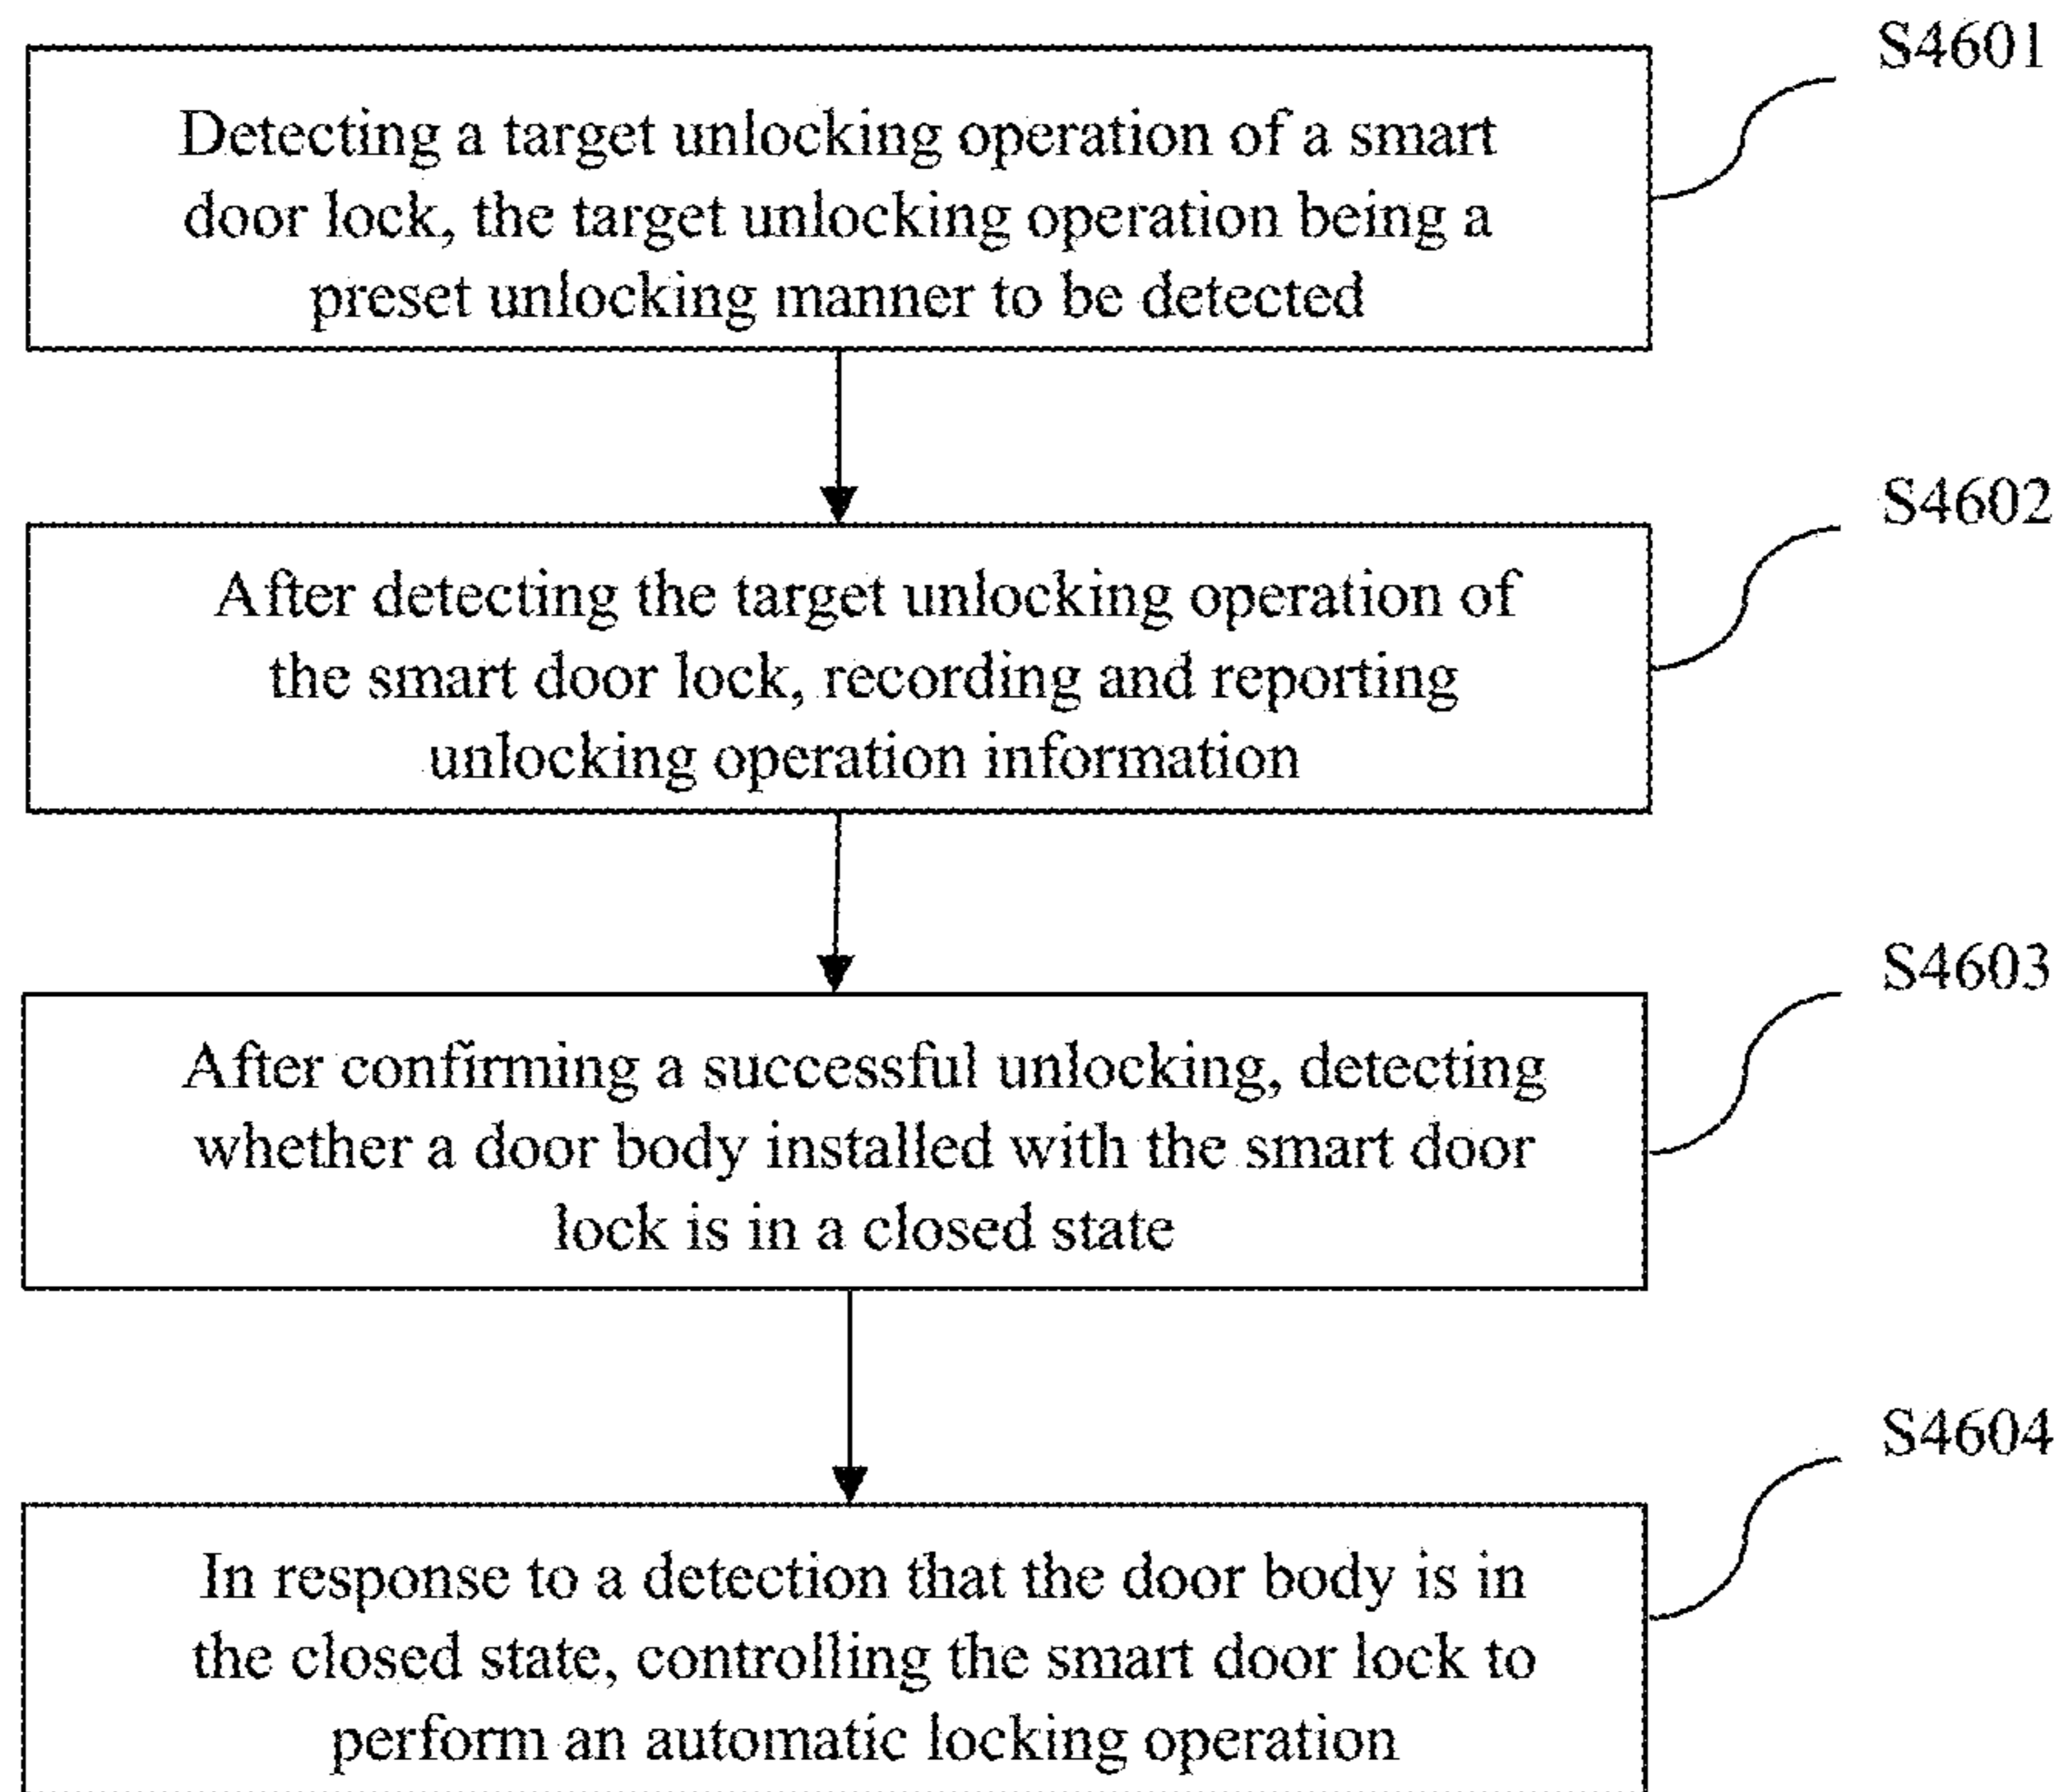 S4601
Detecting a target unlocking operation of a smart
door lock, the target unlocking operation being a
preset unlocking manner to be detected
S4602
After detecting the target unlocking operation of
the smart door lock, recording and reporting
unlocking operation information
S4603
After confirming a successful unlocking, detecting
whether a door body installed with the smart door
lock is in a closed state
S4604
In response to a detection that the door body is in
the closed state, controlling the smart door lock to
perform an automatic locking operation